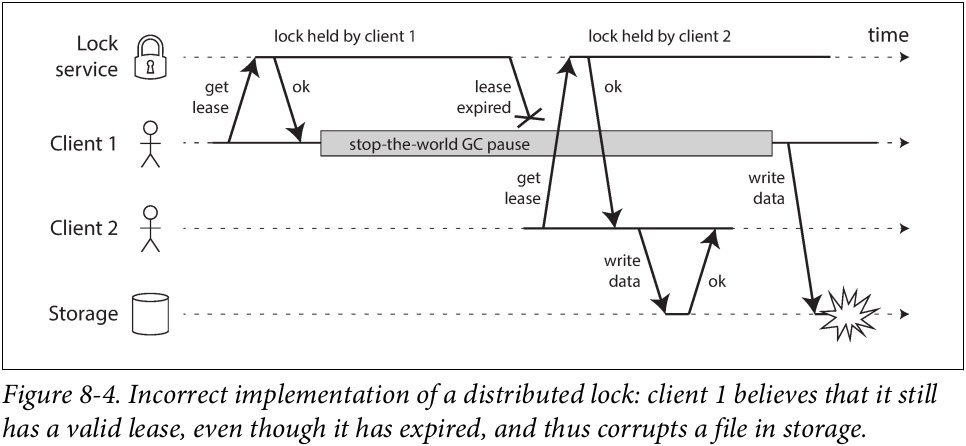 Lock service
lock held by client 1
lock held by client 2
time
get lease
ok
lease expired
ok
Client 1
stop-the-world GC pause
get lease
write data
Client 2
write data
ok
Storage
Figure 8-4. Incorrect implementation of a distributed lock: client 1 believes that it still
has a valid lease, even though it has expired, and thus corrupts a file in storage.